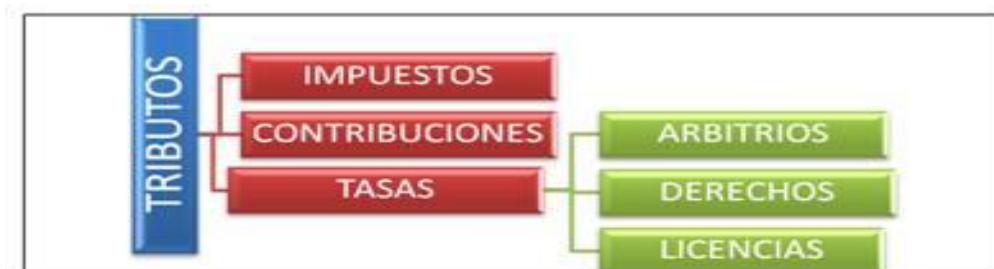 TRIBUTOS
IMPUESTOS
CONTRIBUCIONES
TASAS
ARBITRIOS
DERECHOS
LICENCIAS